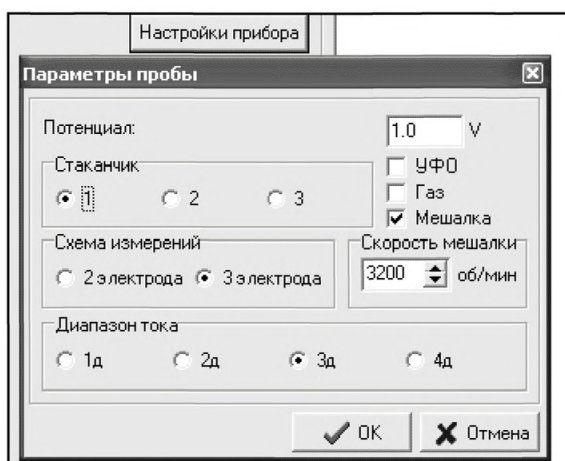 Настройки прибора
Параметры пробы
Потенциал: 1.0 V
Стаканчик
1 2 3
УФО
Газ
Мешалка
Схема измерений
2 электрода 3 электрода
Скорость мешалки
3200 об/мин
Диапазон тока
1д 2д 3д 4д
OK Отмена